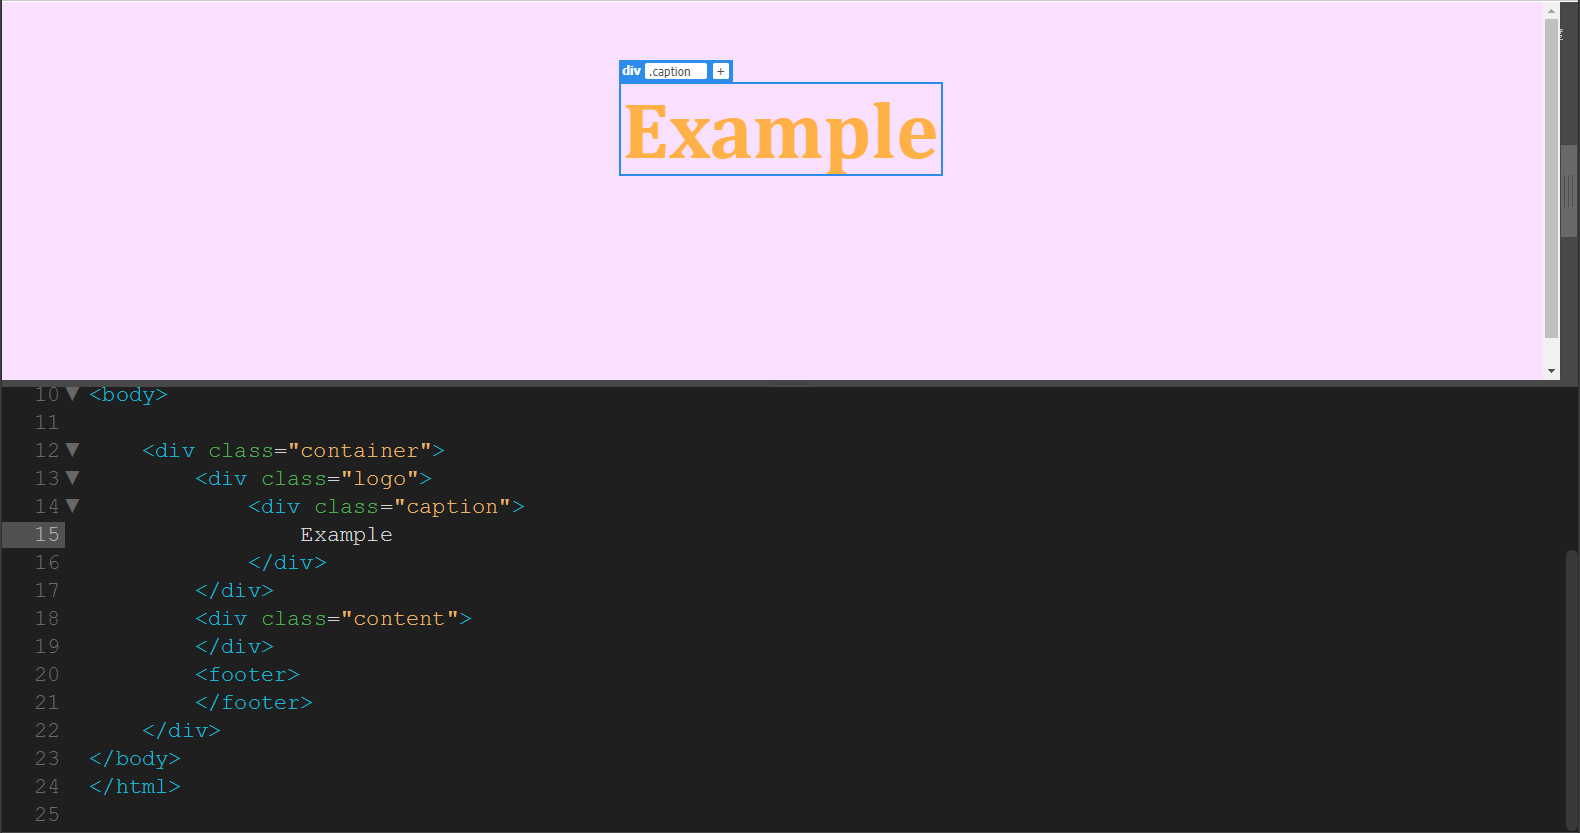 div .caption +
Example
10 <body>
11
12 <div class="container">
13 <div class="logo">
14 <div class="caption">
15 Example
16 </div>
17 </div>
18 <div class="content">
19 </div>
20 <footer>
21 </footer>
22 </div>
23 </body>
24 </html>
25